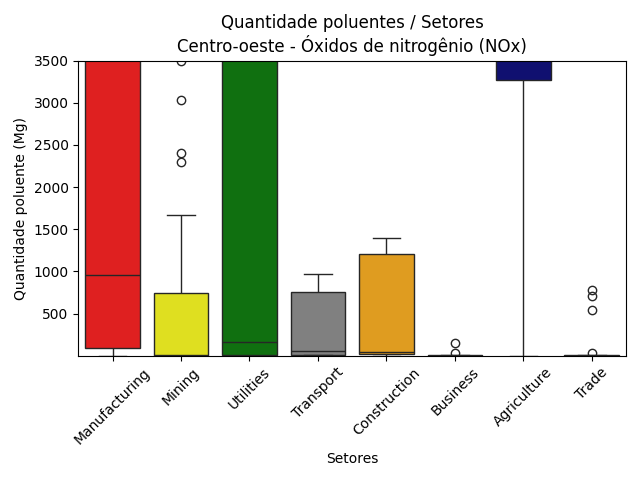 Quantidade poluentes / Setores
Centro-oeste - Óxidos de nitrogênio (NOx)
Quantidade poluente (Mg)
3500
3000
2500
2000
1500
1000
500
Manufacturing
Mining
Utilities
Transport
Construction
Business
Agriculture
Trade
Setores